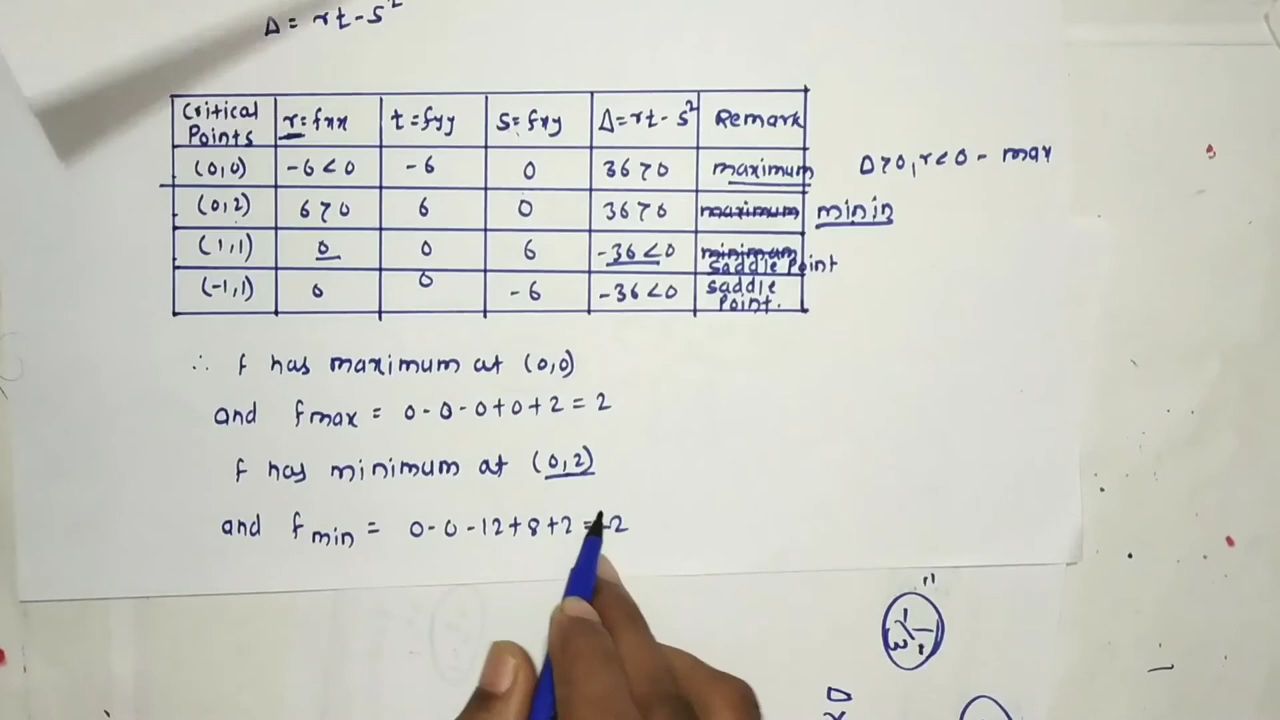 Δ = rt - s²
Critical Points r = fxx t = fyy S = fxy Δ = rt - s² Remark
(0,0) -6 < 0 -6 0 36 > 0 maximum Δ > 0, r < 0 - max
(0,2) 6 > 0 6 0 36 > 0 maximum minin
(1,1) 0 0 6 -36 < 0 minimum saddle point
(-1,1) 0 0 -6 -36 < 0 saddle point.
∴ f has maximum at (0,0)
and f max = 0 - 0 - 0 + 0 + 2 = 2
f has minimum at (0,2)
and f min = 0 - 0 - 12 + 8 + 2 = -2